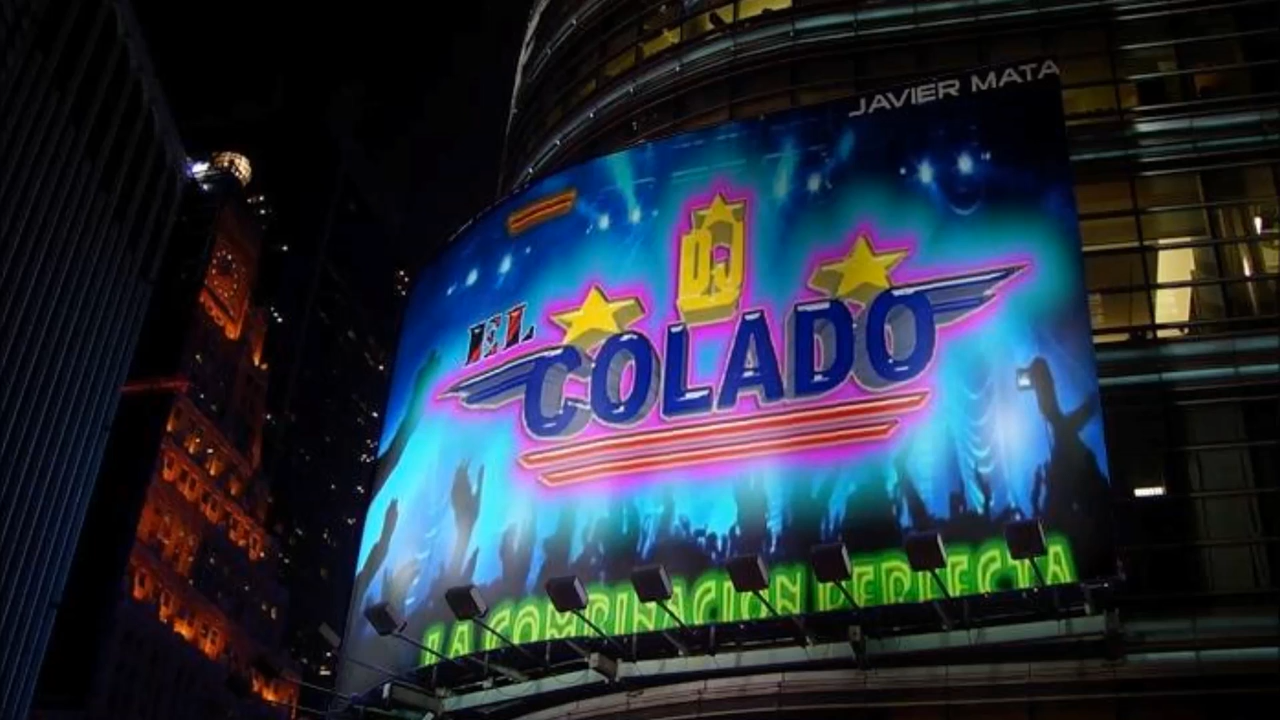 JAVIER MATA
DJ
EL
COLADO
LA COMBINACION PERFECTA